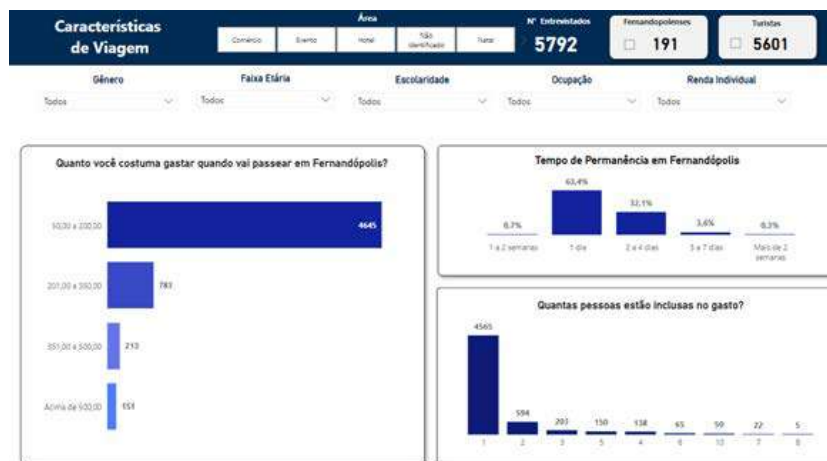 Características
de Viagem
Área
Comércio
Evento
Hotel
Não
identificado
N° Entrevistados
5792
Fernandopolenses
191
Turistas
5601
Gênero
Faixa Etária
Escolaridade
Ocupação
Renda Individual
Todos
Todos
Todos
Todos
Todos
Quanto você costuma gastar quando vai passear em Fernandópolis?
50,00 a 200,00
4645
201,00 a 350,00
783
351,00 a 500,00
213
Acima de 500,00
151
Tempo de Permanência em Fernandópolis
0,7%
63,4%
32,1%
3,6%
0,3%
1 a 2 semanas
1 dia
2 a 4 dias
5 a 7 dias
Mais de 2
semanas
Quantas pessoas estão inclusas no gasto?
4565
594
203
150
138
65
50
22
5
1
2
3
5
4
6
10
7
8